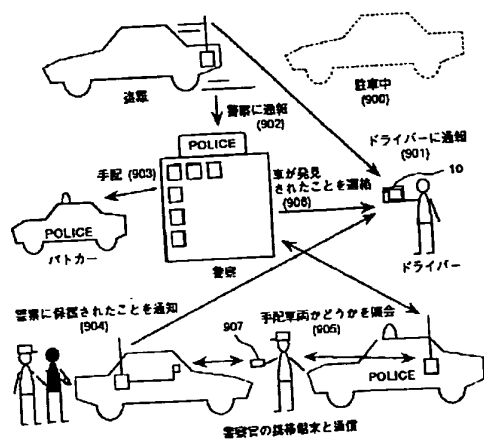 盗難
駐車中
(900)
警察に通報
(902)
ドライバーに通報
(901)
10
POLICE
手配 (903)
車が発見
されたことを連絡
(906)
POLICE
パトカー
警察
ドライバー
警察に保護されたことを通知
(904)
907
手配車両かどうかを照会
(905)
POLICE
警察官の携帯端末と通信